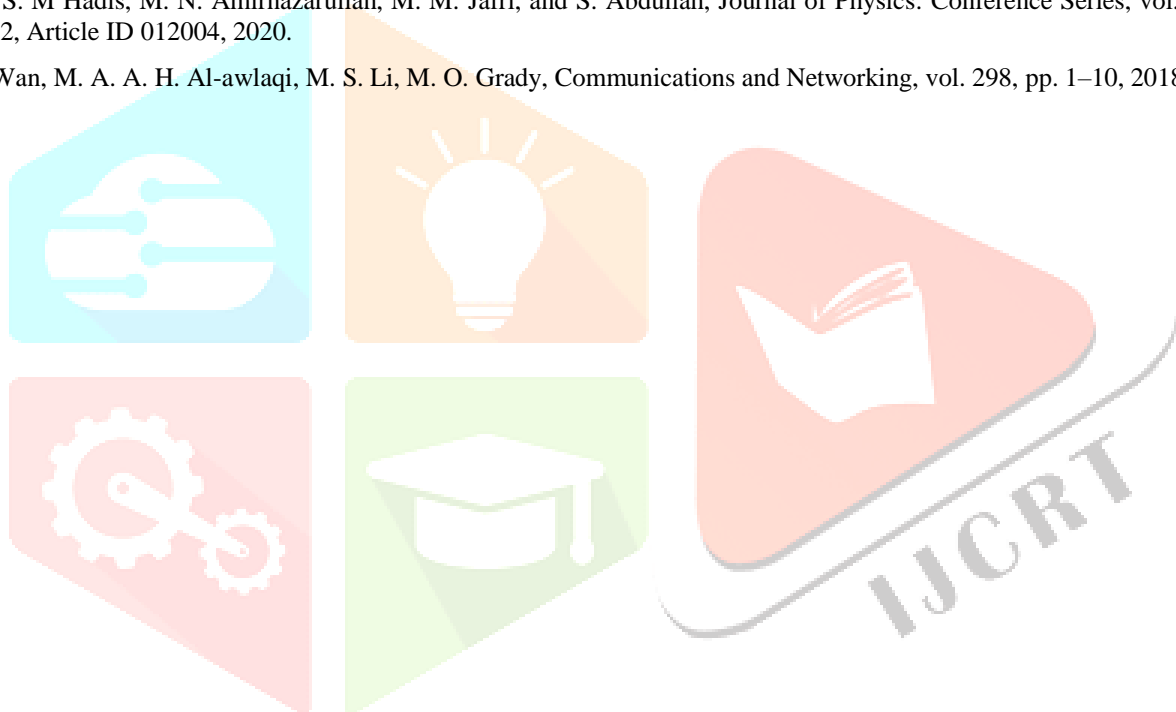 S. M Hadis, M. N. Amirnazarullah, M. M. Jafri, and S. Abdullah, Journal of Physics: Conference Series, vol.
2, Article ID 012004, 2020.
Wan, M. A. A. H. Al-awlaqi, M. S. Li, M. O. Grady, Communications and Networking, vol. 298, pp. 1–10, 2018
IJCRT